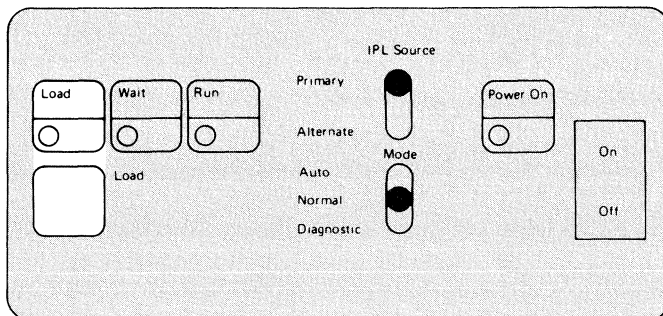 IPL Source
Primary
Alternate
Load
Wait
Run
Power On
Load
Mode
Auto
Normal
Diagnostic
On
Off